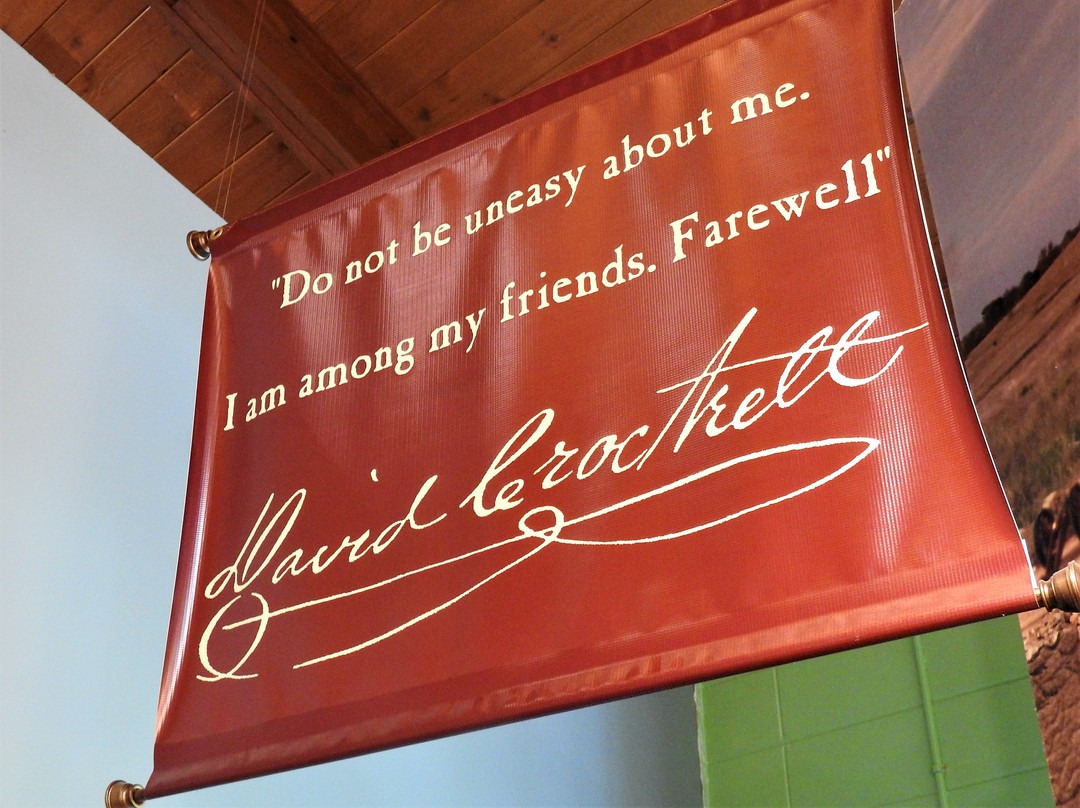 "Do not be uneasy about me.
I am among my friends. Farewell"
David Crockett